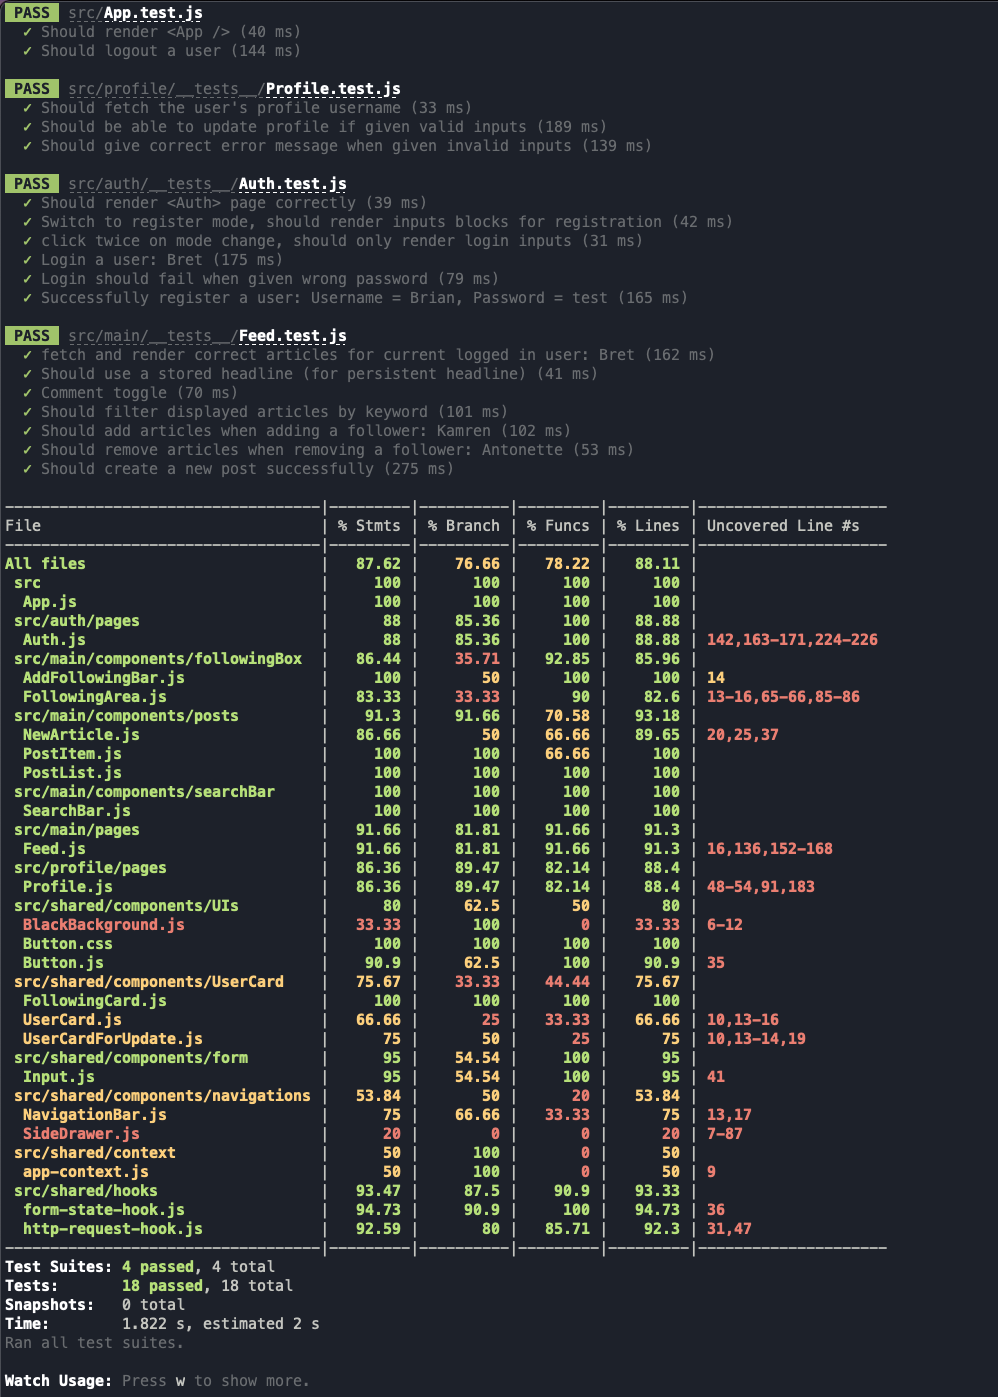 PASS src/App.test.js
✓ Should render <App /> (40 ms)
✓ Should logout a user (144 ms)
PASS src/profile/__tests__/Profile.test.js
✓ Should fetch the user's profile username (33 ms)
✓ Should be able to update profile if given valid inputs (189 ms)
✓ Should give correct error message when given invalid inputs (139 ms)
PASS src/auth/__tests__/Auth.test.js
✓ Should render <Auth> page correctly (39 ms)
✓ Switch to register mode, should render inputs blocks for registration (42 ms)
✓ click twice on mode change, should only render login inputs (31 ms)
✓ Login a user: Bret (175 ms)
✓ Login should fail when given wrong password (79 ms)
✓ Successfully register a user: Username = Brian, Password = test (165 ms)
PASS src/main/__tests__/Feed.test.js
✓ fetch and render correct articles for current logged in user: Bret (162 ms)
✓ Should use a stored headline (for persistent headline) (41 ms)
✓ Comment toggle (70 ms)
✓ Should filter displayed articles by keyword (101 ms)
✓ Should add articles when adding a follower: Kamren (102 ms)
✓ Should remove articles when removing a follower: Antonette (53 ms)
✓ Should create a new post successfully (275 ms)
-----------------------------------|---------|----------|---------|---------|---------------------
File | % Stmts | % Branch | % Funcs | % Lines | Uncovered Line #s
-----------------------------------|---------|----------|---------|---------|---------------------
All files | 87.62 | 76.66 | 78.22 | 88.11 |
src | 100 | 100 | 100 | 100 |
App.js | 100 | 100 | 100 | 100 |
src/auth/pages | 88 | 85.36 | 100 | 88.88 |
Auth.js | 88 | 85.36 | 100 | 88.88 | 142,163-171,224-226
src/main/components/followingBox | 86.44 | 35.71 | 92.85 | 85.96 |
AddFollowingBar.js | 100 | 50 | 100 | 100 | 14
FollowingArea.js | 83.33 | 33.33 | 90 | 82.6 | 13-16,65-66,85-86
src/main/components/posts | 91.3 | 91.66 | 70.58 | 93.18 |
NewArticle.js | 86.66 | 50 | 66.66 | 89.65 | 20,25,37
PostItem.js | 100 | 100 | 66.66 | 100 |
PostList.js | 100 | 100 | 100 | 100 |
src/main/components/searchBar | 100 | 100 | 100 | 100 |
SearchBar.js | 100 | 100 | 100 | 100 |
src/main/pages | 91.66 | 81.81 | 91.66 | 91.3 |
Feed.js | 91.66 | 81.81 | 91.66 | 91.3 | 16,136,152-168
src/profile/pages | 86.36 | 89.47 | 82.14 | 88.4 |
Profile.js | 86.36 | 89.47 | 82.14 | 88.4 | 48-54,91,183
src/shared/components/UIs | 80 | 62.5 | 50 | 80 |
BlackBackground.js | 33.33 | 100 | 0 | 33.33 | 6-12
Button.css | 100 | 100 | 100 | 100 |
Button.js | 90.9 | 62.5 | 100 | 90.9 | 35
src/shared/components/UserCard | 75.67 | 33.33 | 44.44 | 75.67 |
FollowingCard.js | 100 | 100 | 100 | 100 |
UserCard.js | 66.66 | 25 | 33.33 | 66.66 | 10,13-16
UserCardForUpdate.js | 75 | 50 | 25 | 75 | 10,13-14,19
src/shared/components/form | 95 | 54.54 | 100 | 95 |
Input.js | 95 | 54.54 | 100 | 95 | 41
src/shared/components/navigations | 53.84 | 50 | 20 | 53.84 |
NavigationBar.js | 75 | 66.66 | 33.33 | 75 | 13,17
SideDrawer.js | 20 | 0 | 0 | 20 | 7-87
src/shared/context | 50 | 100 | 0 | 50 |
app-context.js | 50 | 100 | 0 | 50 | 9
src/shared/hooks | 93.47 | 87.5 | 90.9 | 93.33 |
form-state-hook.js | 94.73 | 90.9 | 100 | 94.73 | 36
http-request-hook.js | 92.59 | 80 | 85.71 | 92.3 | 31,47
-----------------------------------|---------|----------|---------|---------|---------------------
Test Suites: 4 passed, 4 total
Tests: 18 passed, 18 total
Snapshots: 0 total
Time: 1.822 s, estimated 2 s
Ran all test suites.
Watch Usage: Press w to show more.